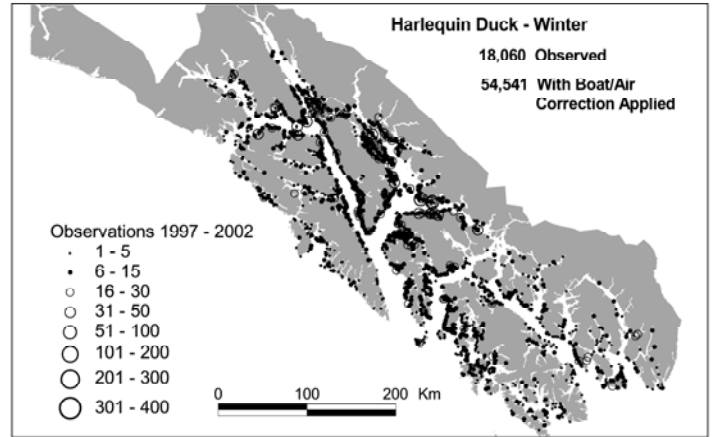 Harlequin Duck - Winter
18,060 Observed
54,541 With Boat/Air
Correction Applied
Observations 1997 - 2002
1 - 5
6 - 15
16 - 30
31 - 50
51 - 100
101 - 200
201 - 300
301 - 400
0 100 200 Km